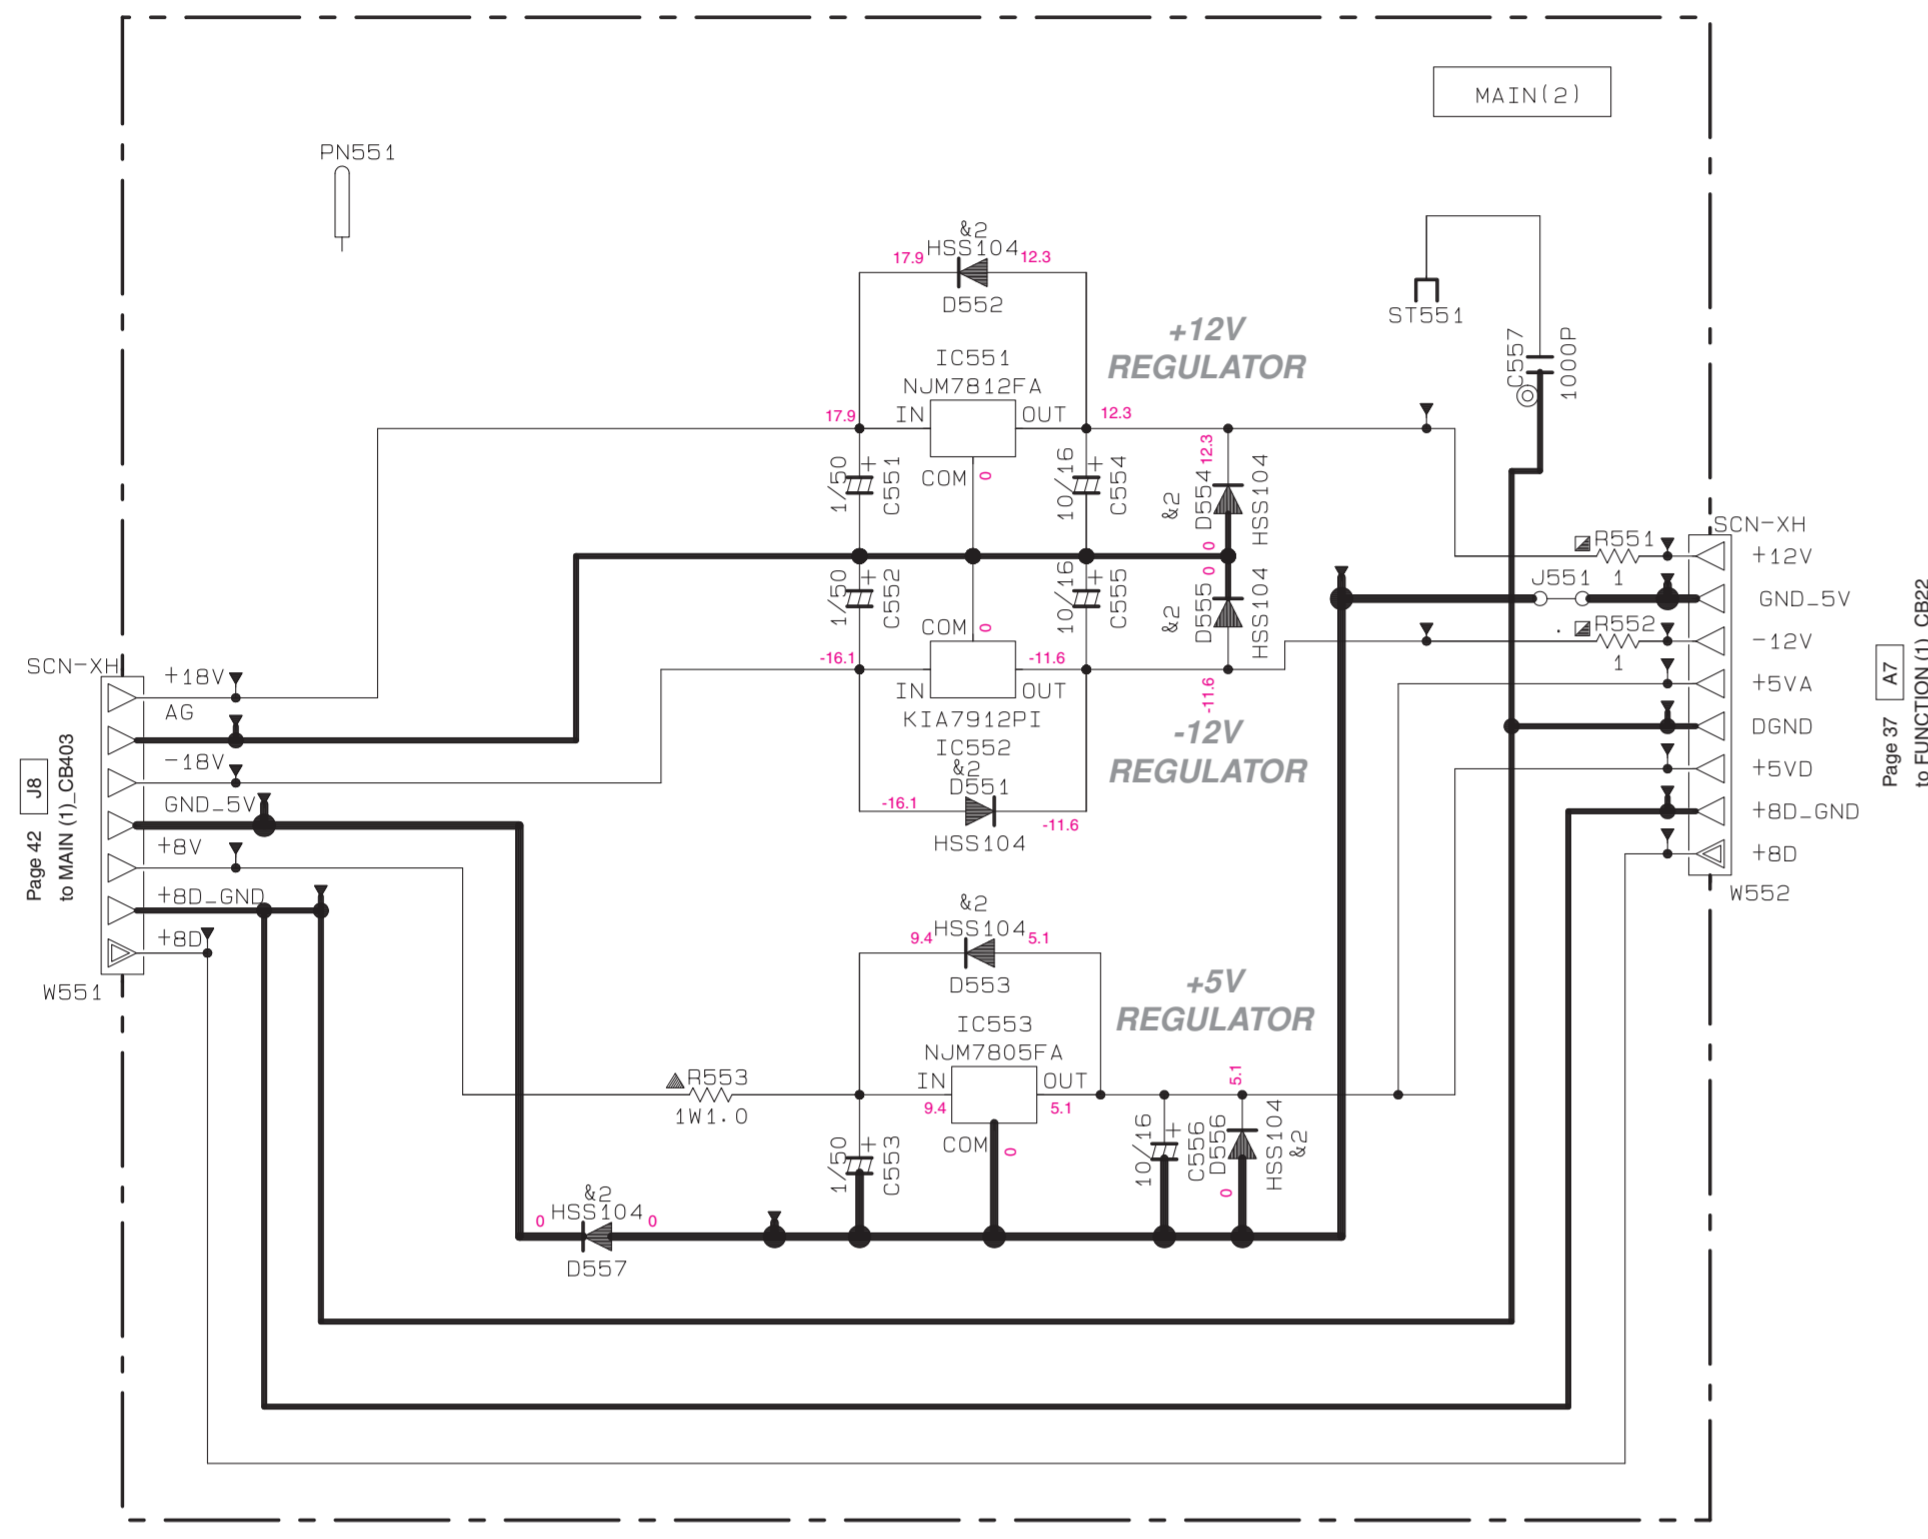 MAIN(2)
PN551
&2
HSS104
17.9
12.3
D552
+12V
REGULATOR
IC551
NJM7812FA
17.9
IN
OUT
12.3
COM
0
1/50
+
C551
10/16
+
C554
12.3
&2
D554
HSS104
0
ST551
C557
1000P
1/50
+
C552
10/16
+
C555
0
&2
D555
HSS104
COM
0
-16.1
-11.6
IN
OUT
KIA7912PI
IC552
-11.6
-12V
REGULATOR
&2
D551
-16.1
-11.6
HSS104
SCN-XH
+18V
AG
-18V
GND_5V
+8V
+8D_GND
+8D
W551
J8
Page 42
to MAIN (1)_CB403
SCN-XH
R551
1
+12V
J551
GND_5V
R552
1
-12V
+5VA
DGND
+5VD
+8D_GND
+8D
W552
A7
Page 37
to FUNCTION (1)_CB22
&2
HSS104
9.4
5.1
D553
+5V
REGULATOR
IC553
NJM7805FA
R553
1W1.0
IN
OUT
9.4
5.1
COM
0
1/50
+
C553
10/16
+
C556
5.1
D556
HSS104
&2
0
&2
HSS104
0
0
D557